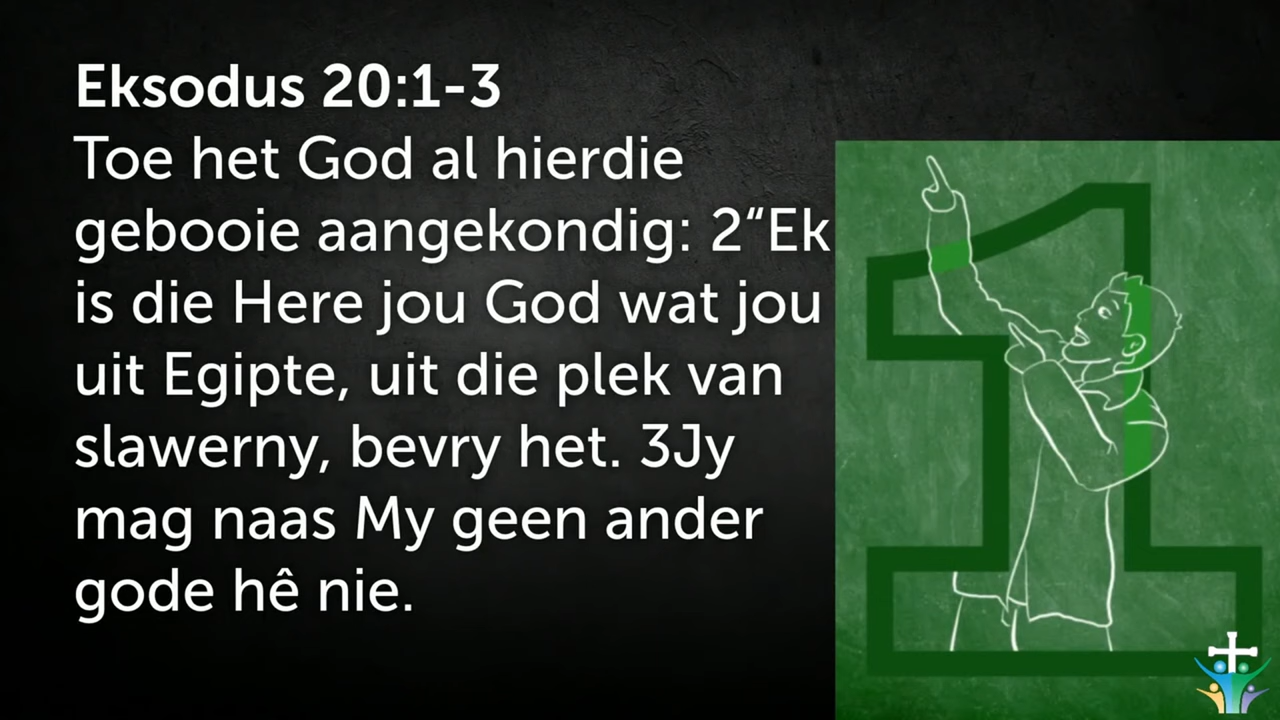 Eksodus 20:1-3
Toe het God al hierdie
gebooie aangekondig: 2“Ek
is die Here jou God wat jou
uit Egipte, uit die plek van
slawerny, bevry het. 3Jy
mag naas My geen ander
gode hê nie.
1